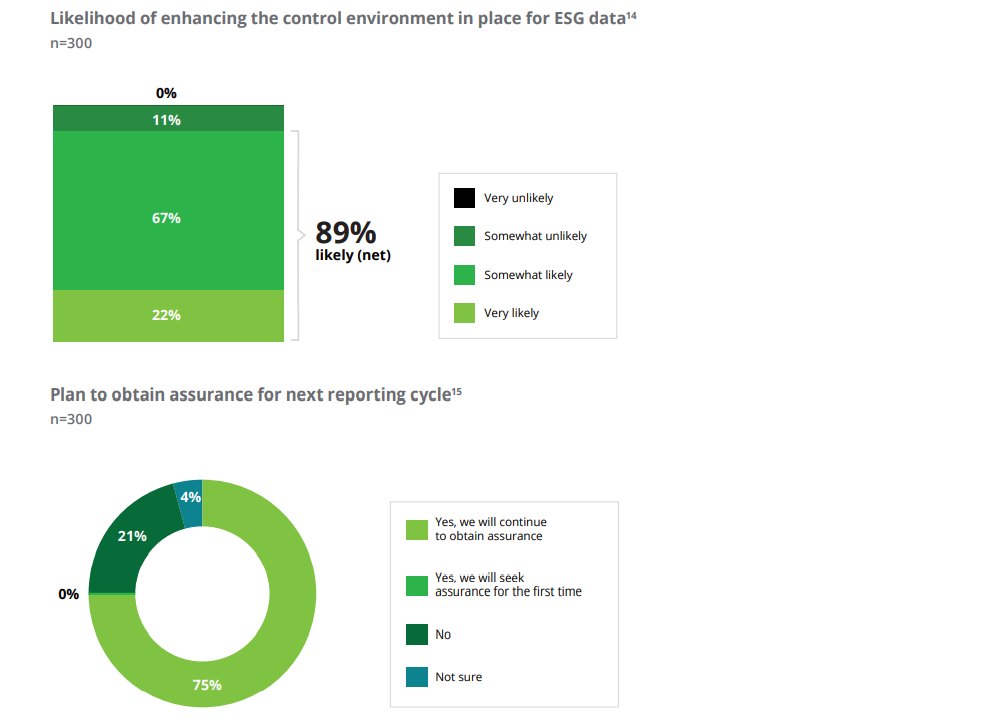 Likelihood of enhancing the control environment in place for ESG data¹⁴
n=300
0%
11%
67%
22%
89%
likely (net)
Very unlikely
Somewhat unlikely
Somewhat likely
Very likely
Plan to obtain assurance for next reporting cycle¹⁵
n=300
4%
21%
0%
75%
Yes, we will continue
to obtain assurance
Yes, we will seek
assurance for the first time
No
Not sure